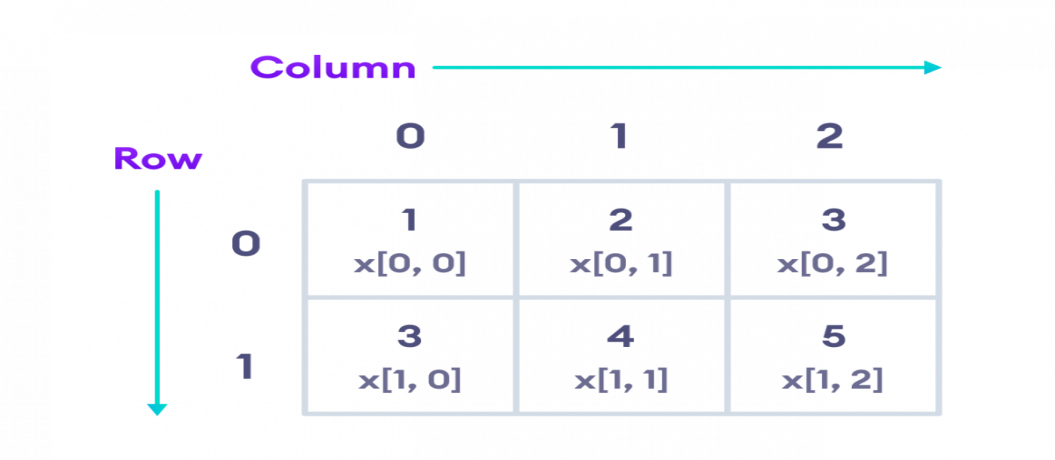 Column
0 1 2
Row
0
1 2 3
x[0, 0] x[0, 1] x[0, 2]
1
3 4 5
x[1, 0] x[1, 1] x[1, 2]